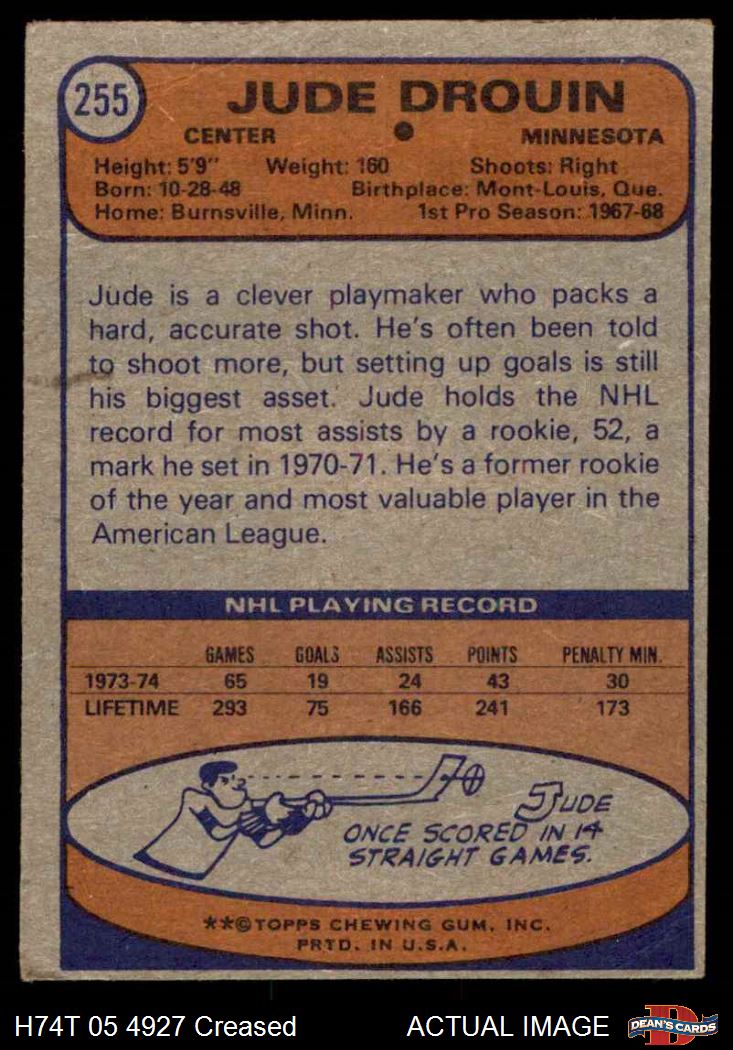 255
JUDE DROUIN
CENTER • MINNESOTA
Height: 5'9" Weight: 160 Shoots: Right
Born: 10-28-48 Birthplace: Mont-Louis, Que.
Home: Burnsville, Minn. 1st Pro Season: 1967-68
Jude is a clever playmaker who packs a
hard, accurate shot. He's often been told
to shoot more, but setting up goals is still
his biggest asset. Jude holds the NHL
record for most assists by a rookie, 52, a
mark he set in 1970-71. He's a former rookie
of the year and most valuable player in the
American League.
NHL PLAYING RECORD
GAMES GOALS ASSISTS POINTS PENALTY MIN.
1973-74 65 19 24 43 30
LIFETIME 293 75 166 241 173
JUDE
ONCE SCORED IN 14
STRAIGHT GAMES.
**©TOPPS CHEWING GUM, INC.
PRTD. IN U.S.A.
H74T 05 4927 Creased ACTUAL IMAGE DEAN'S CARDS